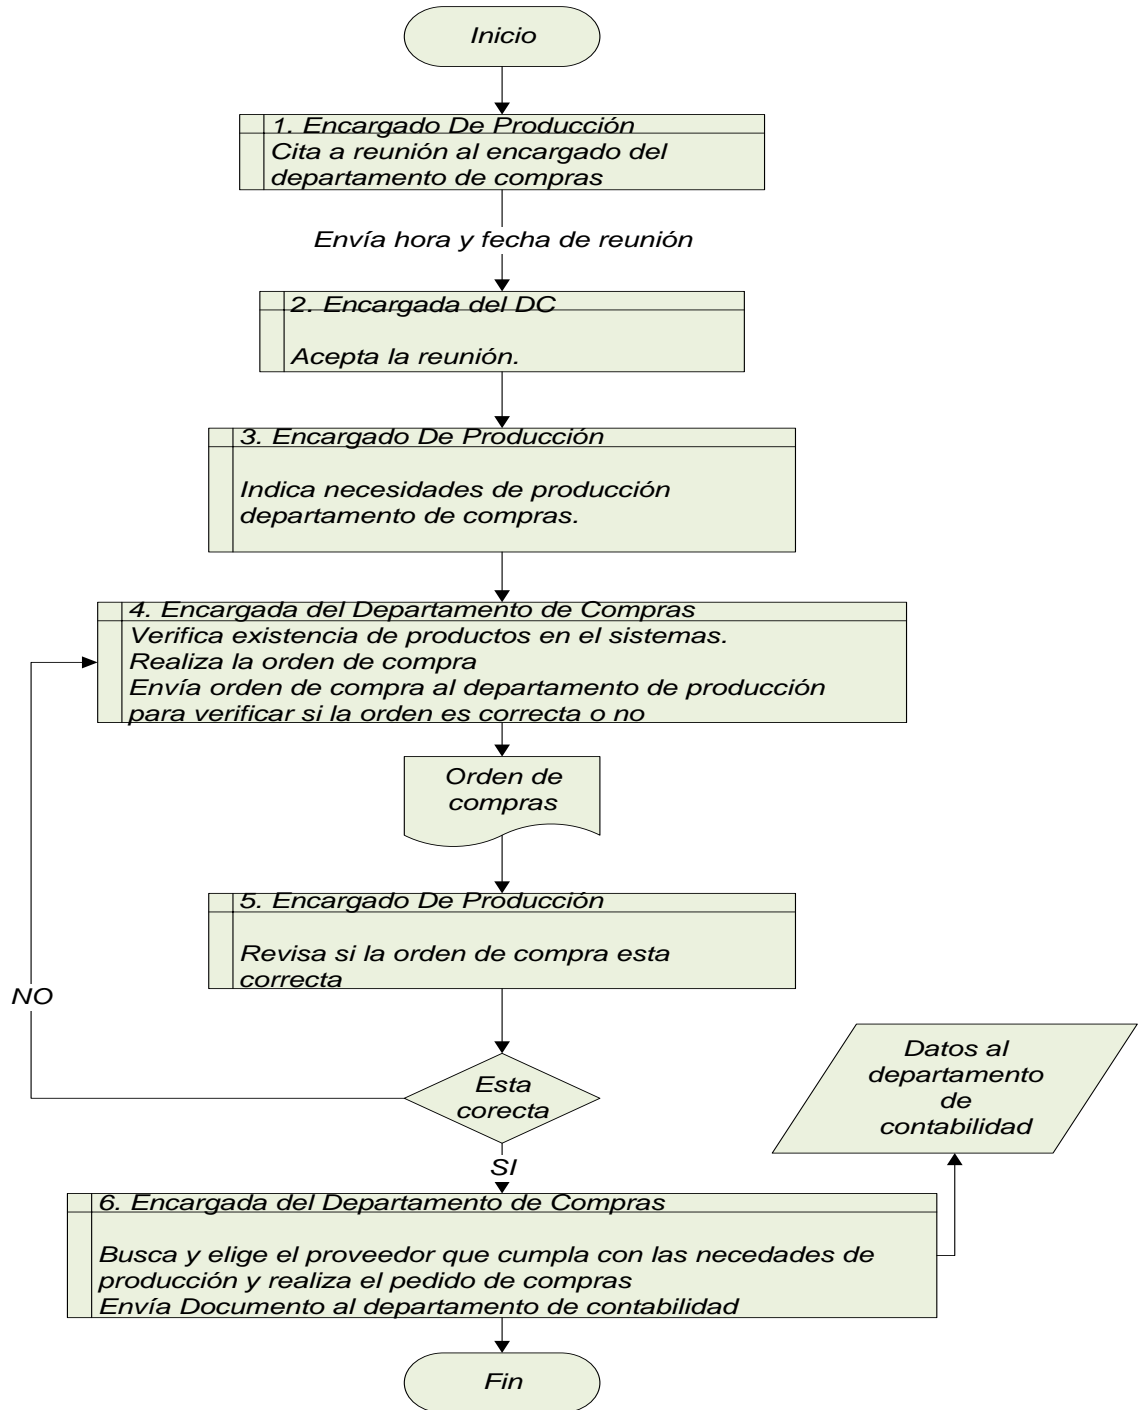 Inicio
1. Encargado De Producción
Cita a reunión al encargado del
departamento de compras
Envía hora y fecha de reunión
2. Encargada del DC
Acepta la reunión.
3. Encargado De Producción
Indica necesidades de producción
departamento de compras.
4. Encargada del Departamento de Compras
Verifica existencia de productos en el sistemas.
Realiza la orden de compra
Envía orden de compra al departamento de producción
para verificar si la orden es correcta o no
Orden de
compras
5. Encargado De Producción
Revisa si la orden de compra esta
correcta
NO
Esta
corecta
SI
Datos al
departamento
de
contabilidad
6. Encargada del Departamento de Compras
Busca y elige el proveedor que cumpla con las necedades de
producción y realiza el pedido de compras
Envía Documento al departamento de contabilidad
Fin